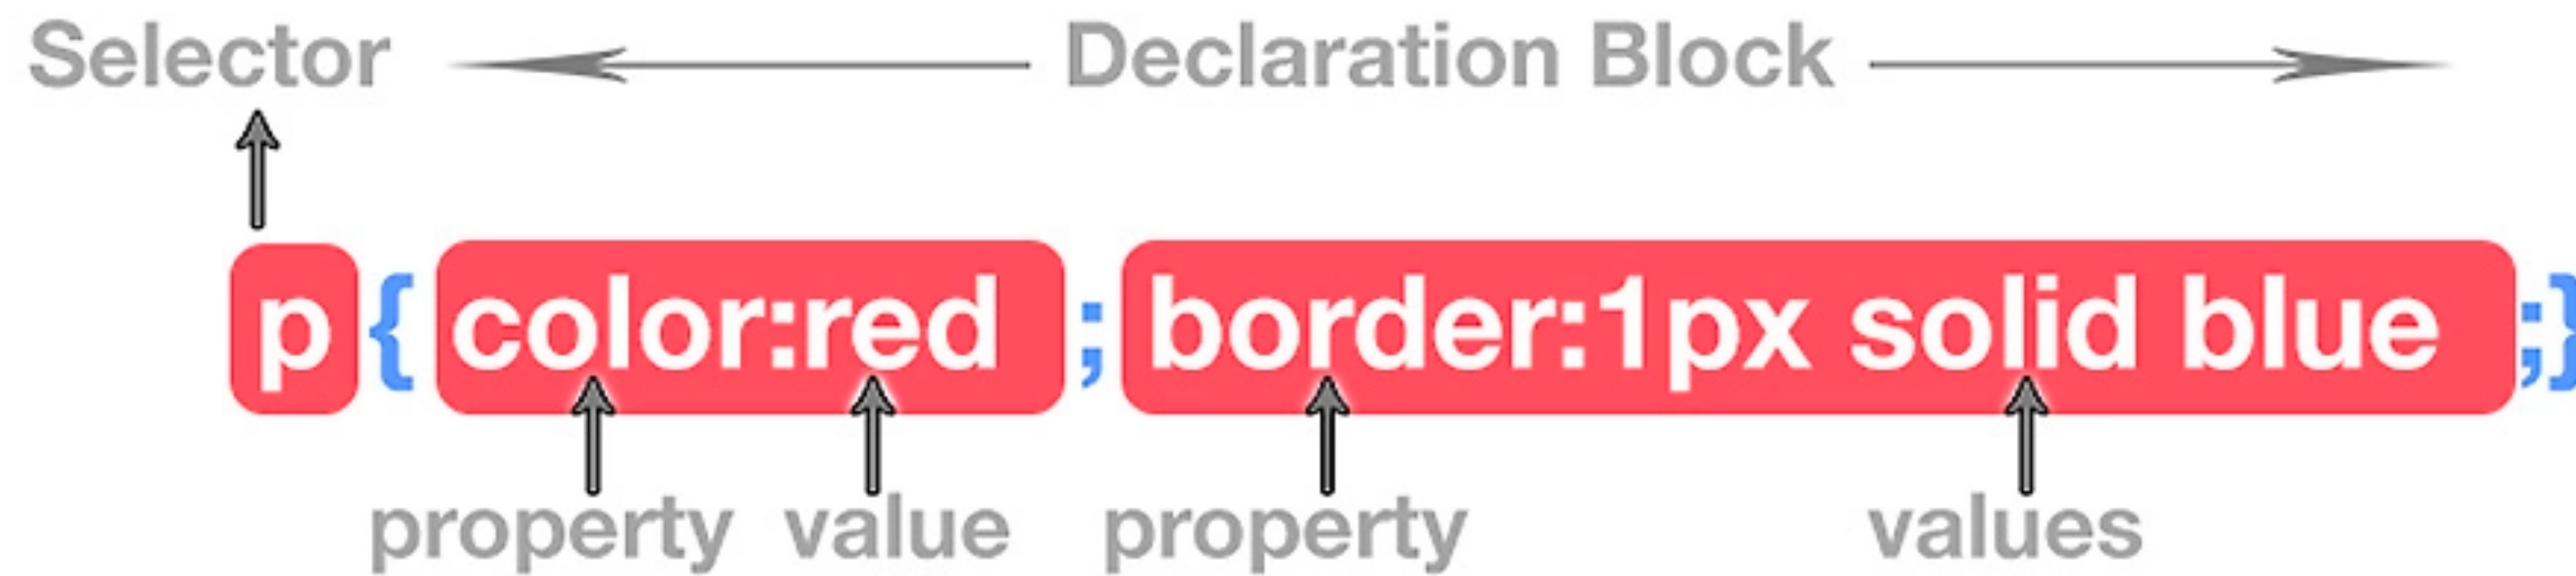 Selector Declaration Block
p{ color:red ; border:1px solid blue ;}
property value property values